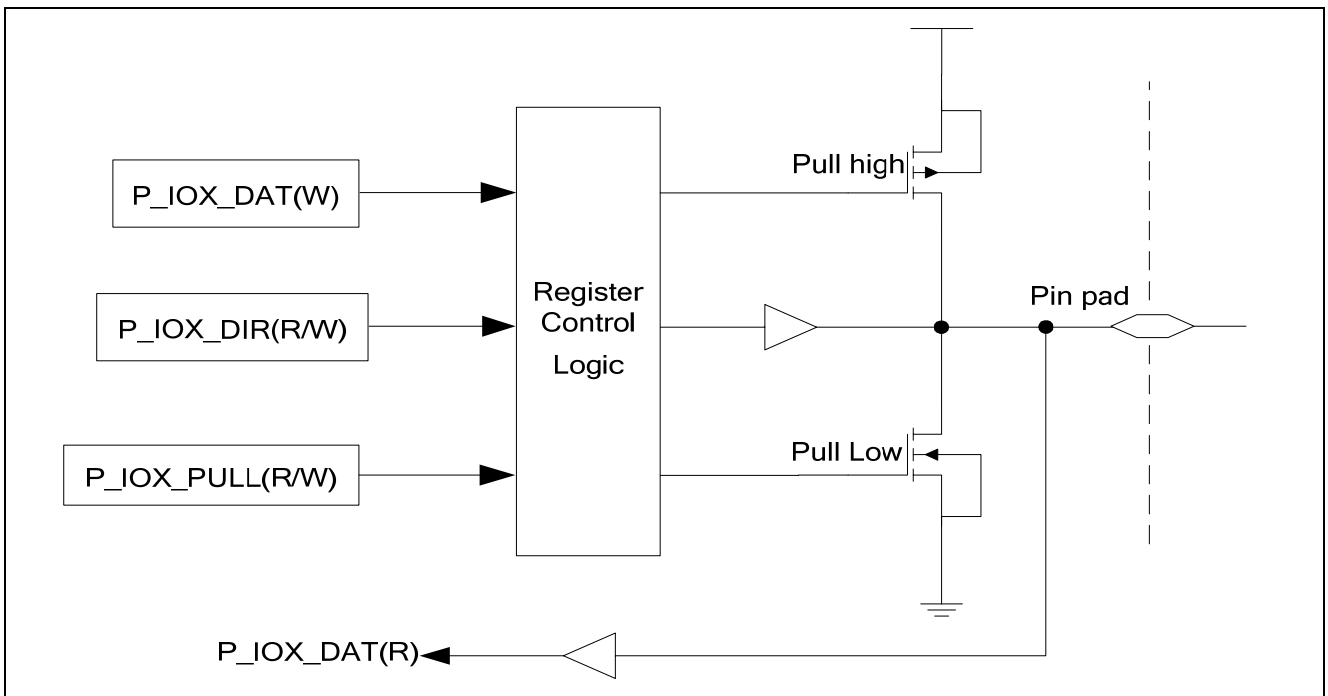 P_IOX_DAT(W)
P_IOX_DIR(R/W)
P_IOX_PULL(R/W)
Register
Control
Logic
Pull high
Pin pad
Pull Low
P_IOX_DAT(R)